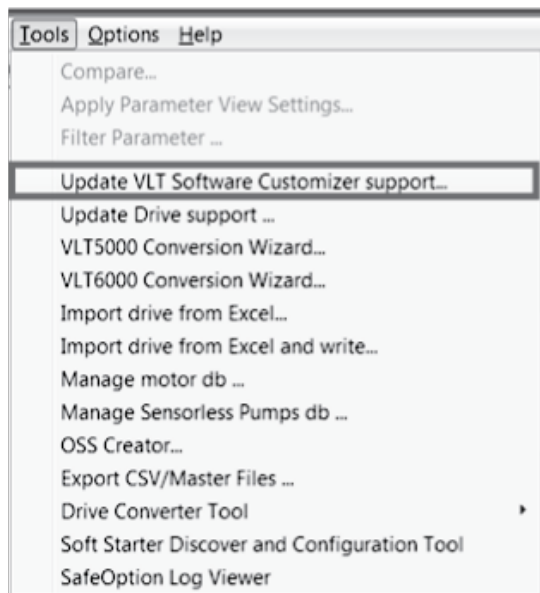 Tools Options Help
Compare...
Apply Parameter View Settings...
Filter Parameter ...
Update VLT Software Customizer support...
Update Drive support ...
VLT5000 Conversion Wizard...
VLT6000 Conversion Wizard...
Import drive from Excel...
Import drive from Excel and write...
Manage motor db ...
Manage Sensorless Pumps db ...
OSS Creator...
Export CSV/Master Files ...
Drive Converter Tool
Soft Starter Discover and Configuration Tool
SafeOption Log Viewer